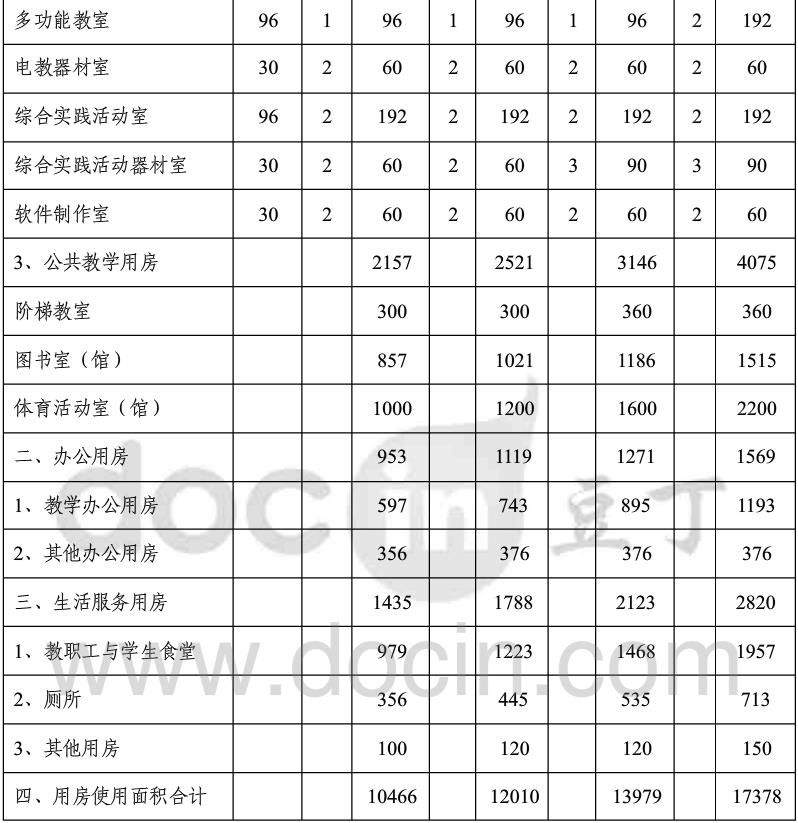 多功能教室 96 1 96 1 96 1 96 2 192
电教器材室 30 2 60 2 60 2 60 2 60
综合实践活动室 96 2 192 2 192 2 192 2 192
综合实践活动器材室 30 2 60 2 60 3 90 3 90
软件制作室 30 2 60 2 60 2 60 2 60
3、公共教学用房 2157 2521 3146 4075
阶梯教室 300 300 360 360
图书室（馆） 857 1021 1186 1515
体育活动室（馆） 1000 1200 1600 2200
二、办公用房 953 1119 1271 1569
1、教学办公用房 597 743 895 1193
2、其他办公用房 356 376 376 376
三、生活服务用房 1435 1788 2123 2820
1、教职工与学生食堂 979 1223 1468 1957
2、厕所 356 445 535 713
3、其他用房 100 120 120 150
四、用房使用面积合计 10466 12010 13979 17378
docin 豆丁
www.docin.com